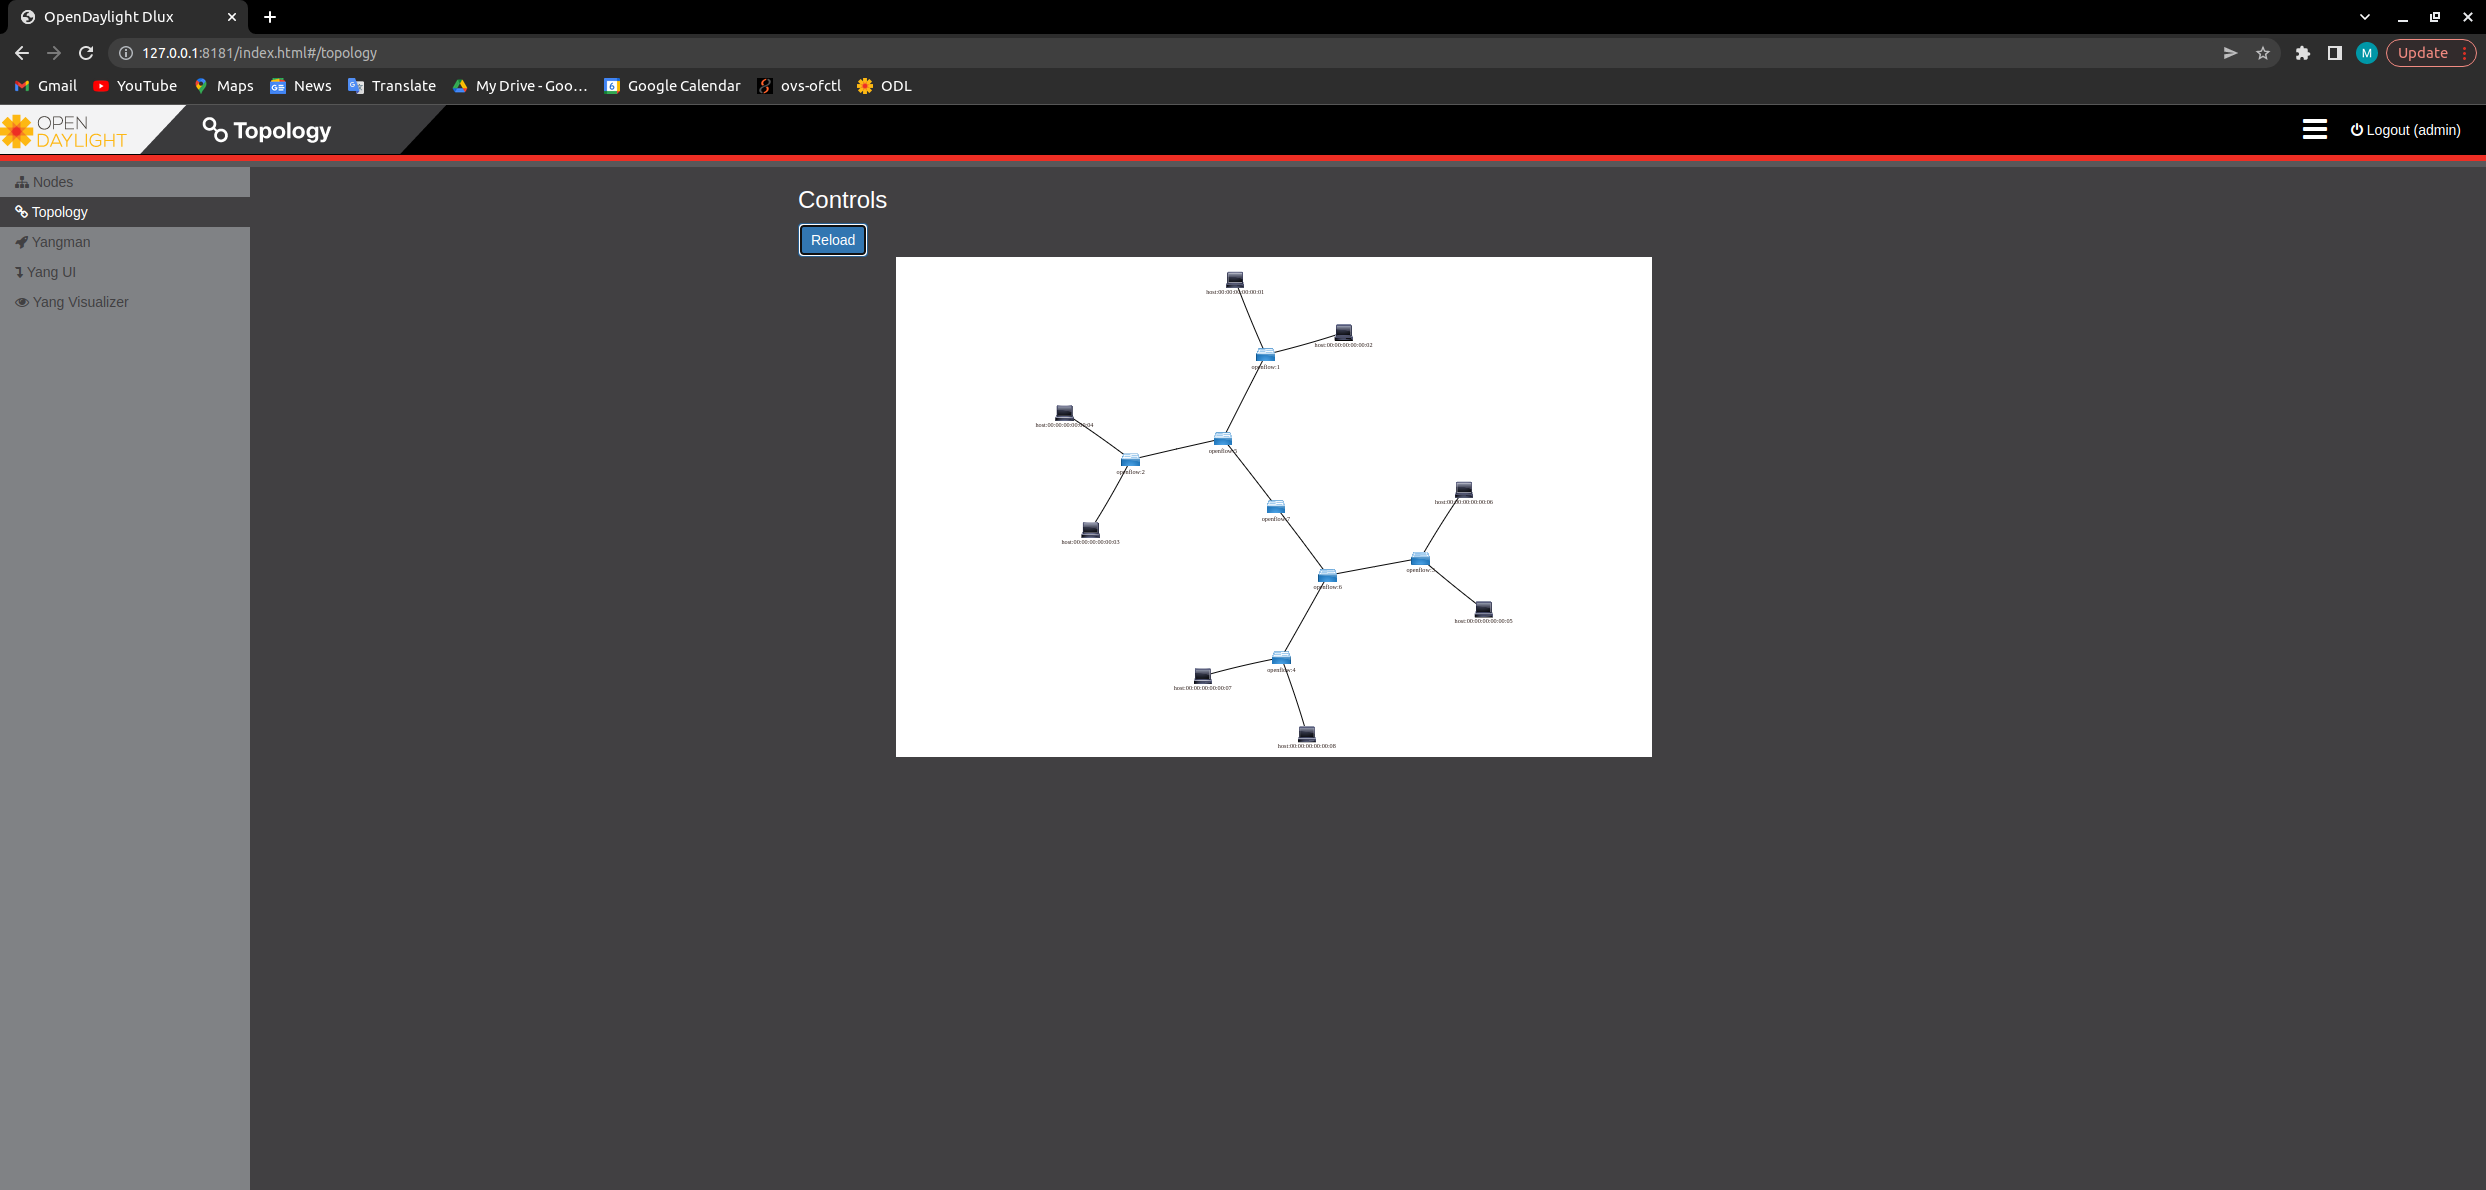 OpenDaylight Dlux
127.0.0.1:8181/index.html#/topology
M
Update
Gmail
YouTube
Maps
News
Translate
My Drive - Goo...
Google Calendar
ovs-ofctl
ODL
OPEN
DAYLIGHT
Topology
Logout (admin)
Nodes
Topology
Yangman
Yang UI
Yang Visualizer
Controls
Reload
host:00:00:00:00:00:01
host:00:00:00:00:00:02
openflow:1
host:00:00:00:00:00:04
openflow:5
openflow:2
host:00:00:00:00:00:06
openflow:7
host:00:00:00:00:00:03
openflow:3
openflow:6
host:00:00:00:00:00:05
openflow:4
host:00:00:00:00:00:07
host:00:00:00:00:00:08